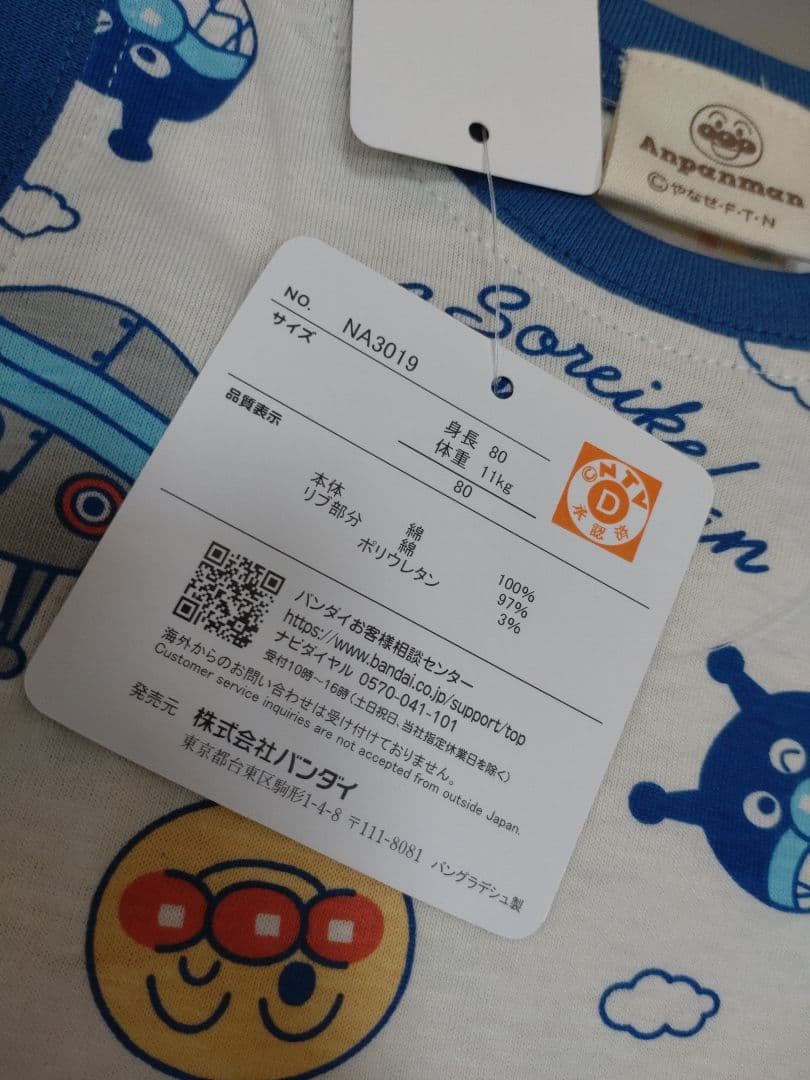 Anpanman
©やなせ・F・T・N
Soreike!
NO. NA3019
サイズ
身長 80
体重 11kg
80
品質表示
本体 綿 100%
リブ部分 綿 97%
ポリウレタン 3%
©NTV
D
承認済
バンダイお客様相談センター
https://www.bandai.co.jp/support/top
ナビダイヤル 0570-041-101
受付10時~16時(土日祝日、当社指定休業日を除く)
海外からのお問い合わせは受け付けておりません。
Customer service inquiries are not accepted from outside Japan.
発売元 株式会社バンダイ
東京都台東区駒形1-4-8 〒111-8081 バングラデシュ製